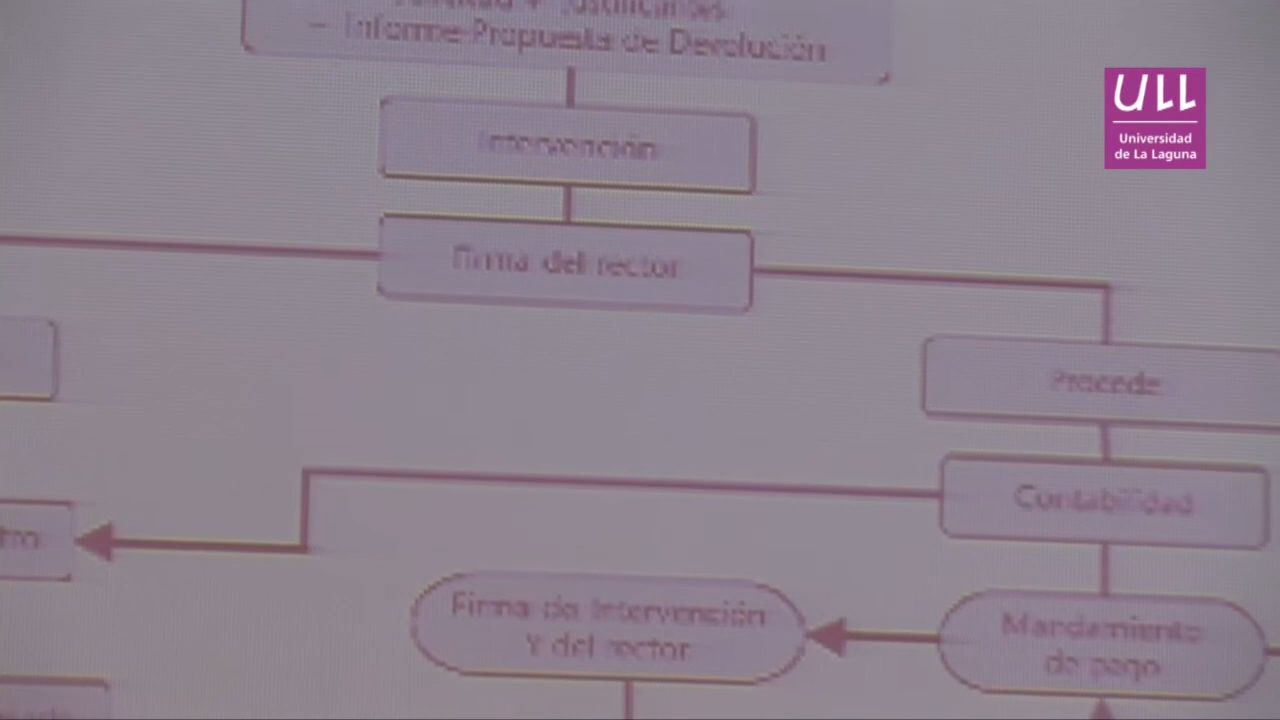 – Informe-Propuesta de Devolución
ULL
Universidad
de La Laguna
Intervención
Firma del rector
Procede
Contabilidad
Firma de Intervención
Y del rector
Mandamiento
de pago